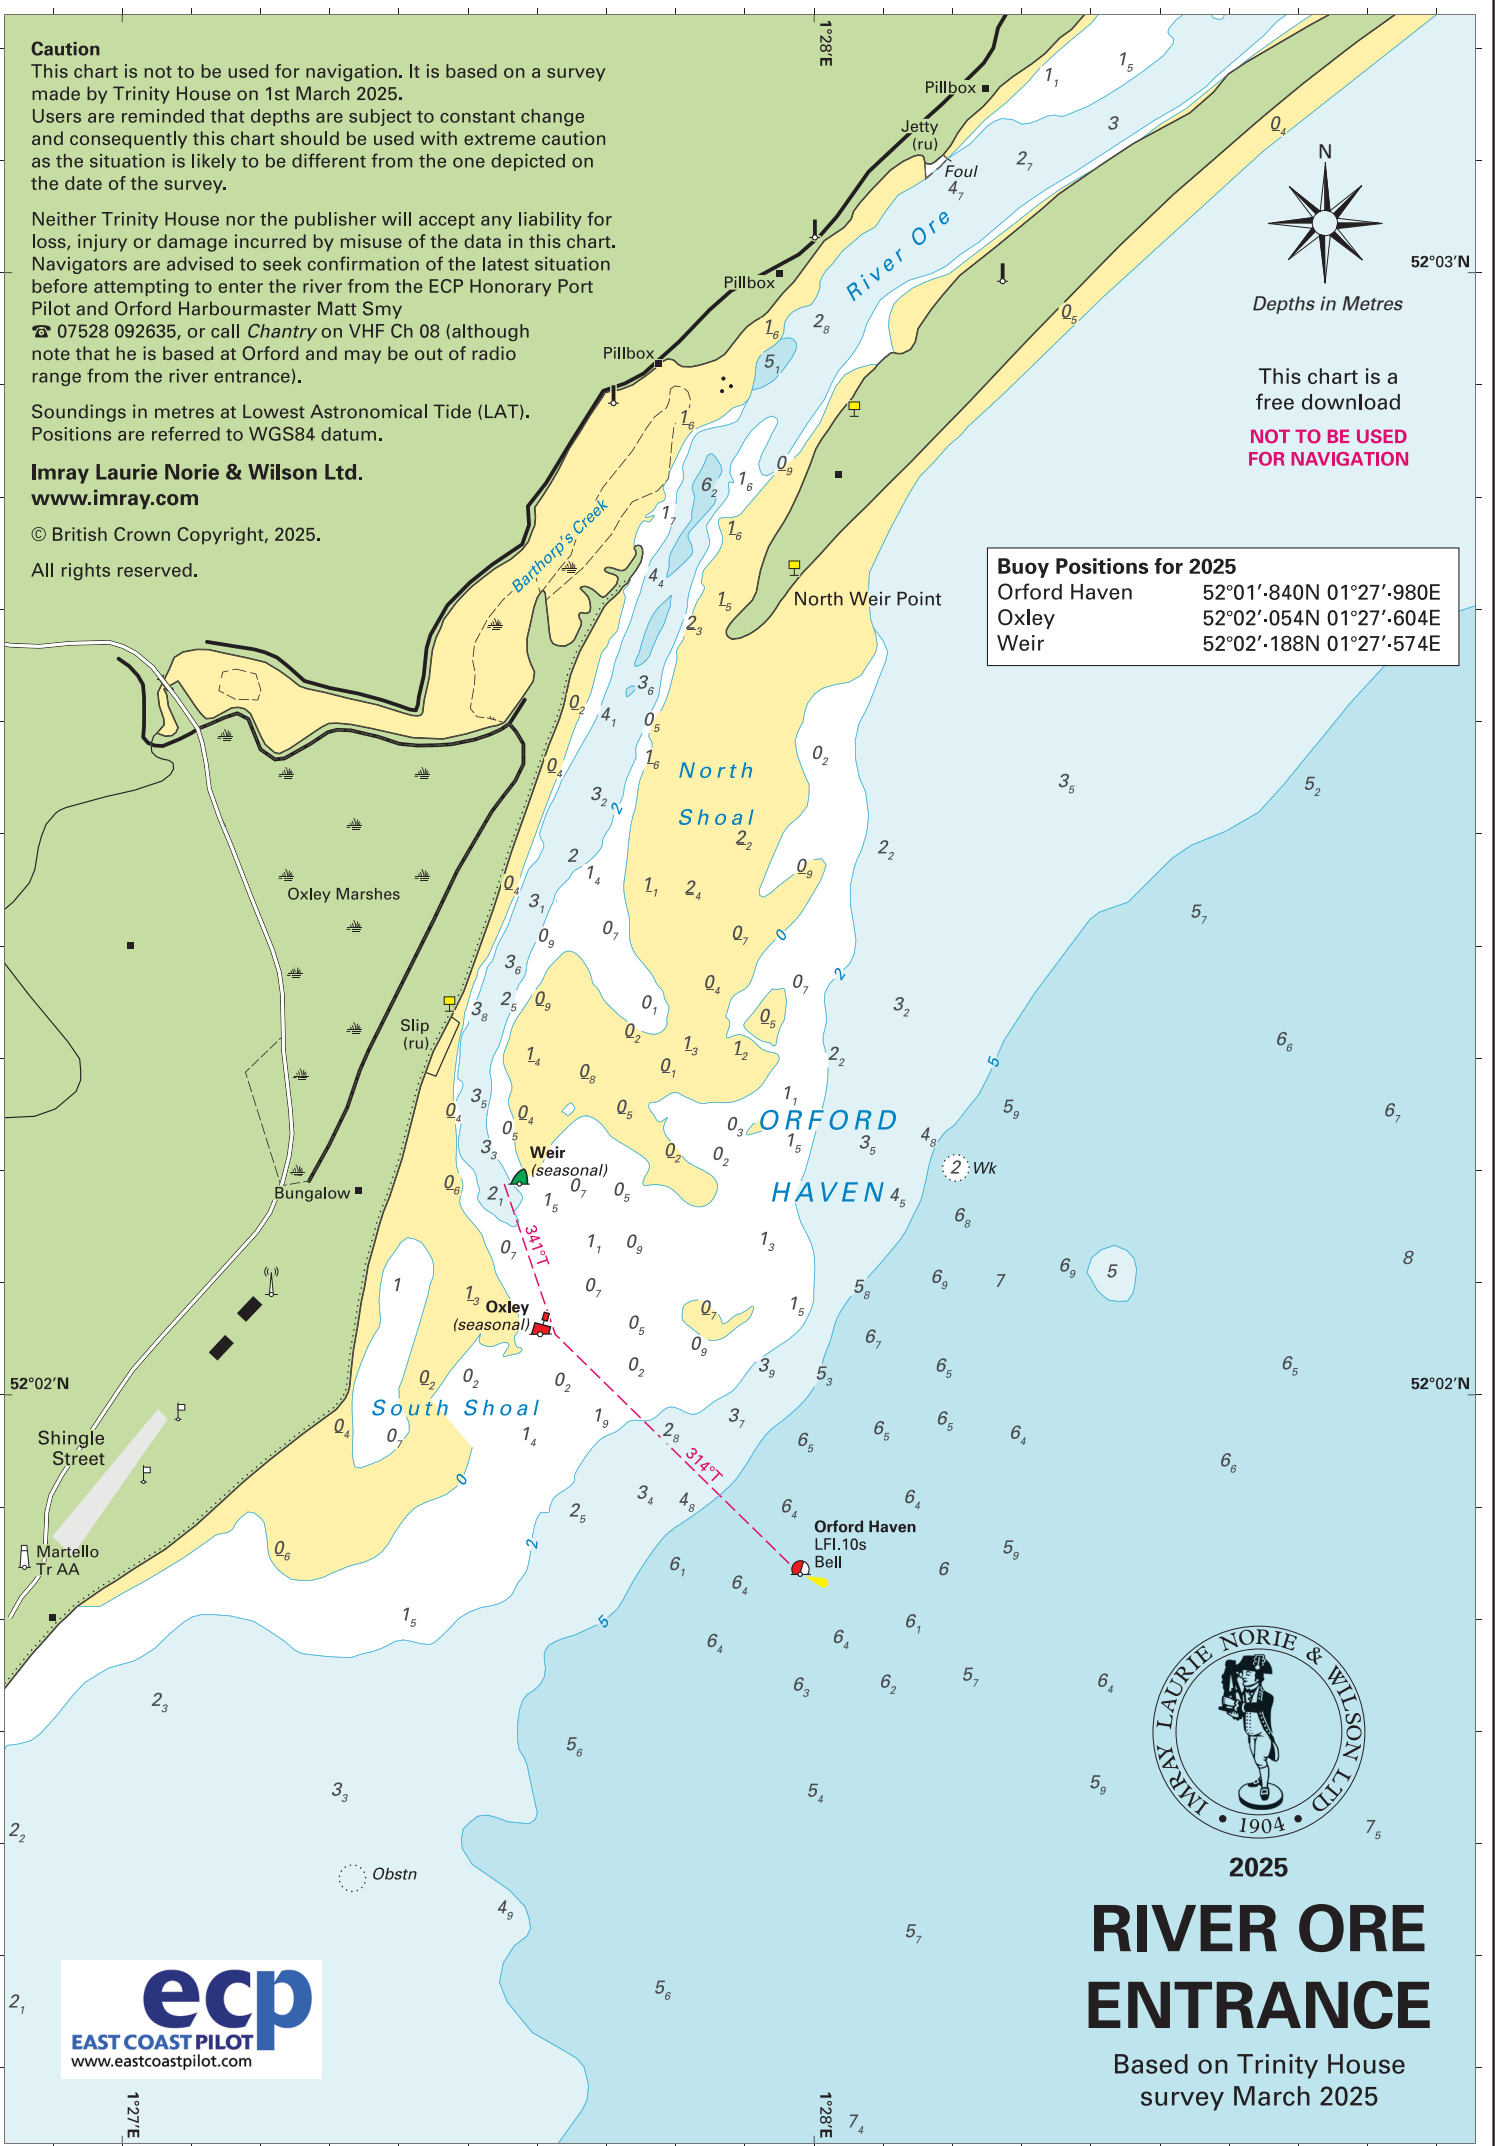 Caution
This chart is not to be used for navigation. It is based on a survey
made by Trinity House on 1st March 2025.
Users are reminded that depths are subject to constant change
and consequently this chart should be used with extreme caution
as the situation is likely to be different from the one depicted on
the date of the survey.
Neither Trinity House nor the publisher will accept any liability for
loss, injury or damage incurred by misuse of the data in this chart.
Navigators are advised to seek confirmation of the latest situation
before attempting to enter the river from the ECP Honorary Port
Pilot and Orford Harbourmaster Matt Smy
☎ 07528 092635, or call Chantry on VHF Ch 08 (although
note that he is based at Orford and may be out of radio
range from the river entrance).
Soundings in metres at Lowest Astronomical Tide (LAT).
Positions are referred to WGS84 datum.
Imray Laurie Norie & Wilson Ltd.
www.imray.com
© British Crown Copyright, 2025.
All rights reserved.
1°28'E
Pillbox
Jetty
(ru)
Foul
River Ore
Pillbox
Pillbox
N
52°03'N
Depths in Metres
This chart is a
free download
NOT TO BE USED
FOR NAVIGATION
Barthorp's Creek
North Weir Point
Buoy Positions for 2025
Orford Haven 52°01'·840N 01°27'·980E
Oxley 52°02'·054N 01°27'·604E
Weir 52°02'·188N 01°27'·574E
North
Shoal
Oxley Marshes
Slip
(ru)
ORFORD
HAVEN
2 Wk
Weir
(seasonal)
Bungalow
341°T
Oxley
(seasonal)
52°02'N
52°02'N
South Shoal
314°T
Shingle
Street
Martello
Tr AA
Orford Haven
LFl.10s
Bell
Obstn
IMRAY LAURIE NORIE & WILSON LTD
• 1904 •
2025
RIVER ORE
ENTRANCE
Based on Trinity House
survey March 2025
ecp
EAST COAST PILOT
www.eastcoastpilot.com
1°27'E
1°28'E